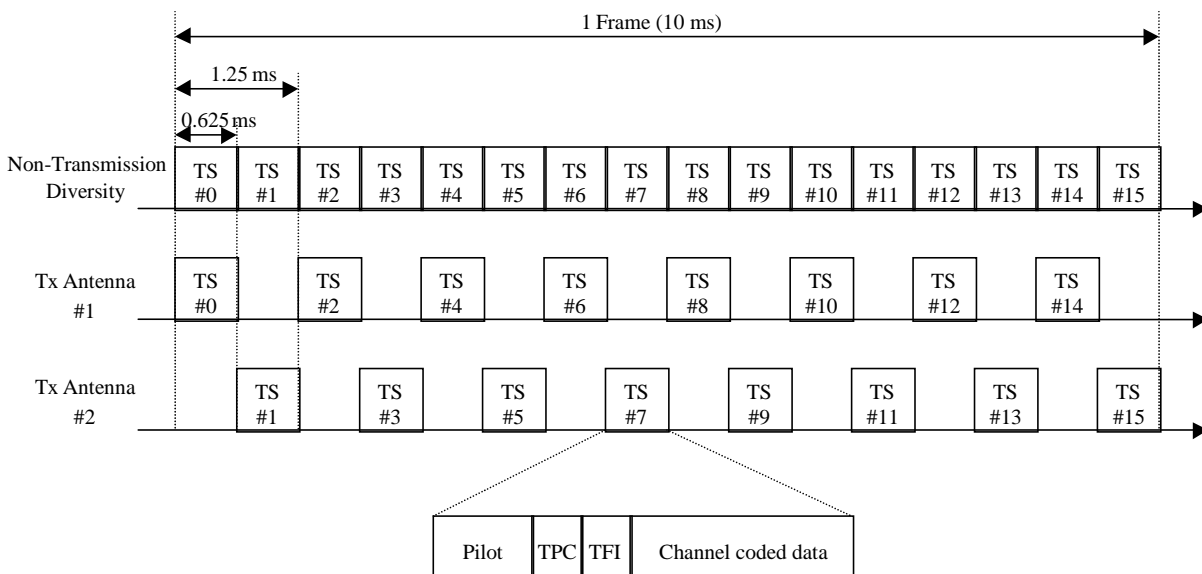 1 Frame (10 ms)
1.25 ms
0.625 ms
Non-Transmission
Diversity
TS #0 TS #1 TS #2 TS #3 TS #4 TS #5 TS #6 TS #7 TS #8 TS #9 TS #10 TS #11 TS #12 TS #13 TS #14 TS #15
Tx Antenna
#1
TS #0 TS #2 TS #4 TS #6 TS #8 TS #10 TS #12 TS #14
Tx Antenna
#2
TS #1 TS #3 TS #5 TS #7 TS #9 TS #11 TS #13 TS #15
Pilot TPC TFI Channel coded data